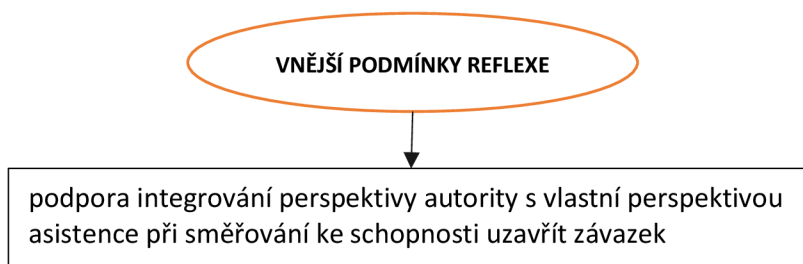 VNĚJŠÍ PODMÍNKY REFLEXE
podpora integrování perspektivy autority s vlastní perspektivou
asistence při směřování ke schopnosti uzavřít závazek